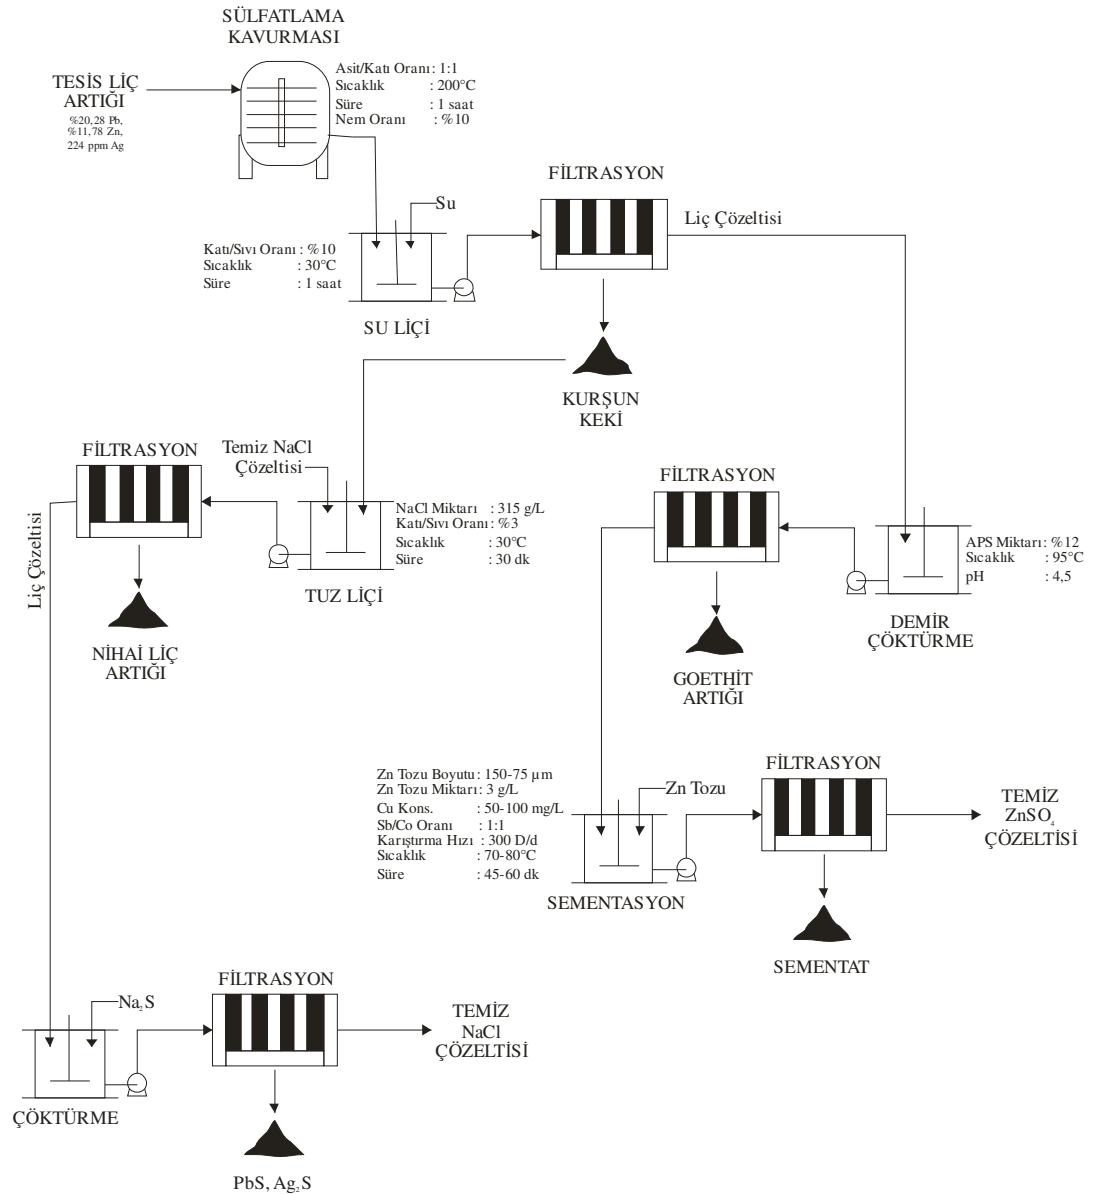 SÜLFATLAMA
KAVURMASI
TESİS LİÇ
ARTIĞI
%20,28 Pb,
%11,78 Zn,
224 ppm Ag
Asit/Katı Oranı : 1:1
Sıcaklık : 200°C
Süre : 1 saat
Nem Oranı : %10
Su
Katı/Sıvı Oranı : %10
Sıcaklık : 30°C
Süre : 1 saat
SU LİÇİ
FİLTRASYON
Liç Çözeltisi
KURŞUN
KEKİ
FİLTRASYON
Temiz NaCl
Çözeltisi
NaCl Miktarı : 315 g/L
Katı/Sıvı Oranı : %3
Sıcaklık : 30°C
Süre : 30 dk
TUZ LİÇİ
Liç Çözeltisi
NİHAİ LİÇ
ARTIĞI
FİLTRASYON
APS Miktarı : %12
Sıcaklık : 95°C
pH : 4,5
DEMİR
ÇÖKTÜRME
GOETHİT
ARTIĞI
Zn Tozu Boyutu : 150-75 µm
Zn Tozu Miktarı : 3 g/L
Cu Kons. : 50-100 mg/L
Sb/Co Oranı : 1:1
Karıştırma Hızı : 300 D/d
Sıcaklık : 70-80°C
Süre : 45-60 dk
Zn Tozu
SEMENTASYON
FİLTRASYON
TEMİZ
ZnSO₄
ÇÖZELTİSİ
SEMENTAT
Na₂S
ÇÖKTÜRME
FİLTRASYON
TEMİZ
NaCl
ÇÖZELTİSİ
PbS, Ag₂S